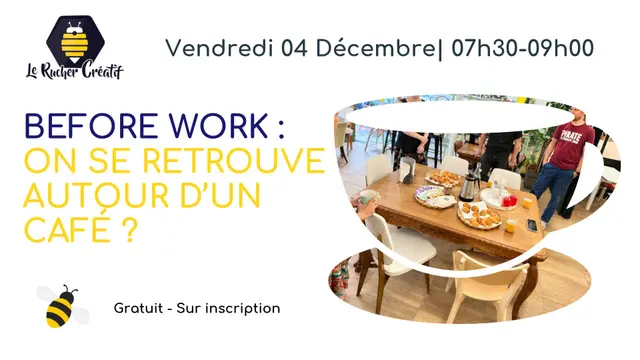 Le Rucher Créatif
Vendredi 04 Décembre| 07h30-09h00
BEFORE WORK :
ON SE RETROUVE
AUTOUR D’UN
CAFÉ ?
PIRATE
Gratuit - Sur inscription